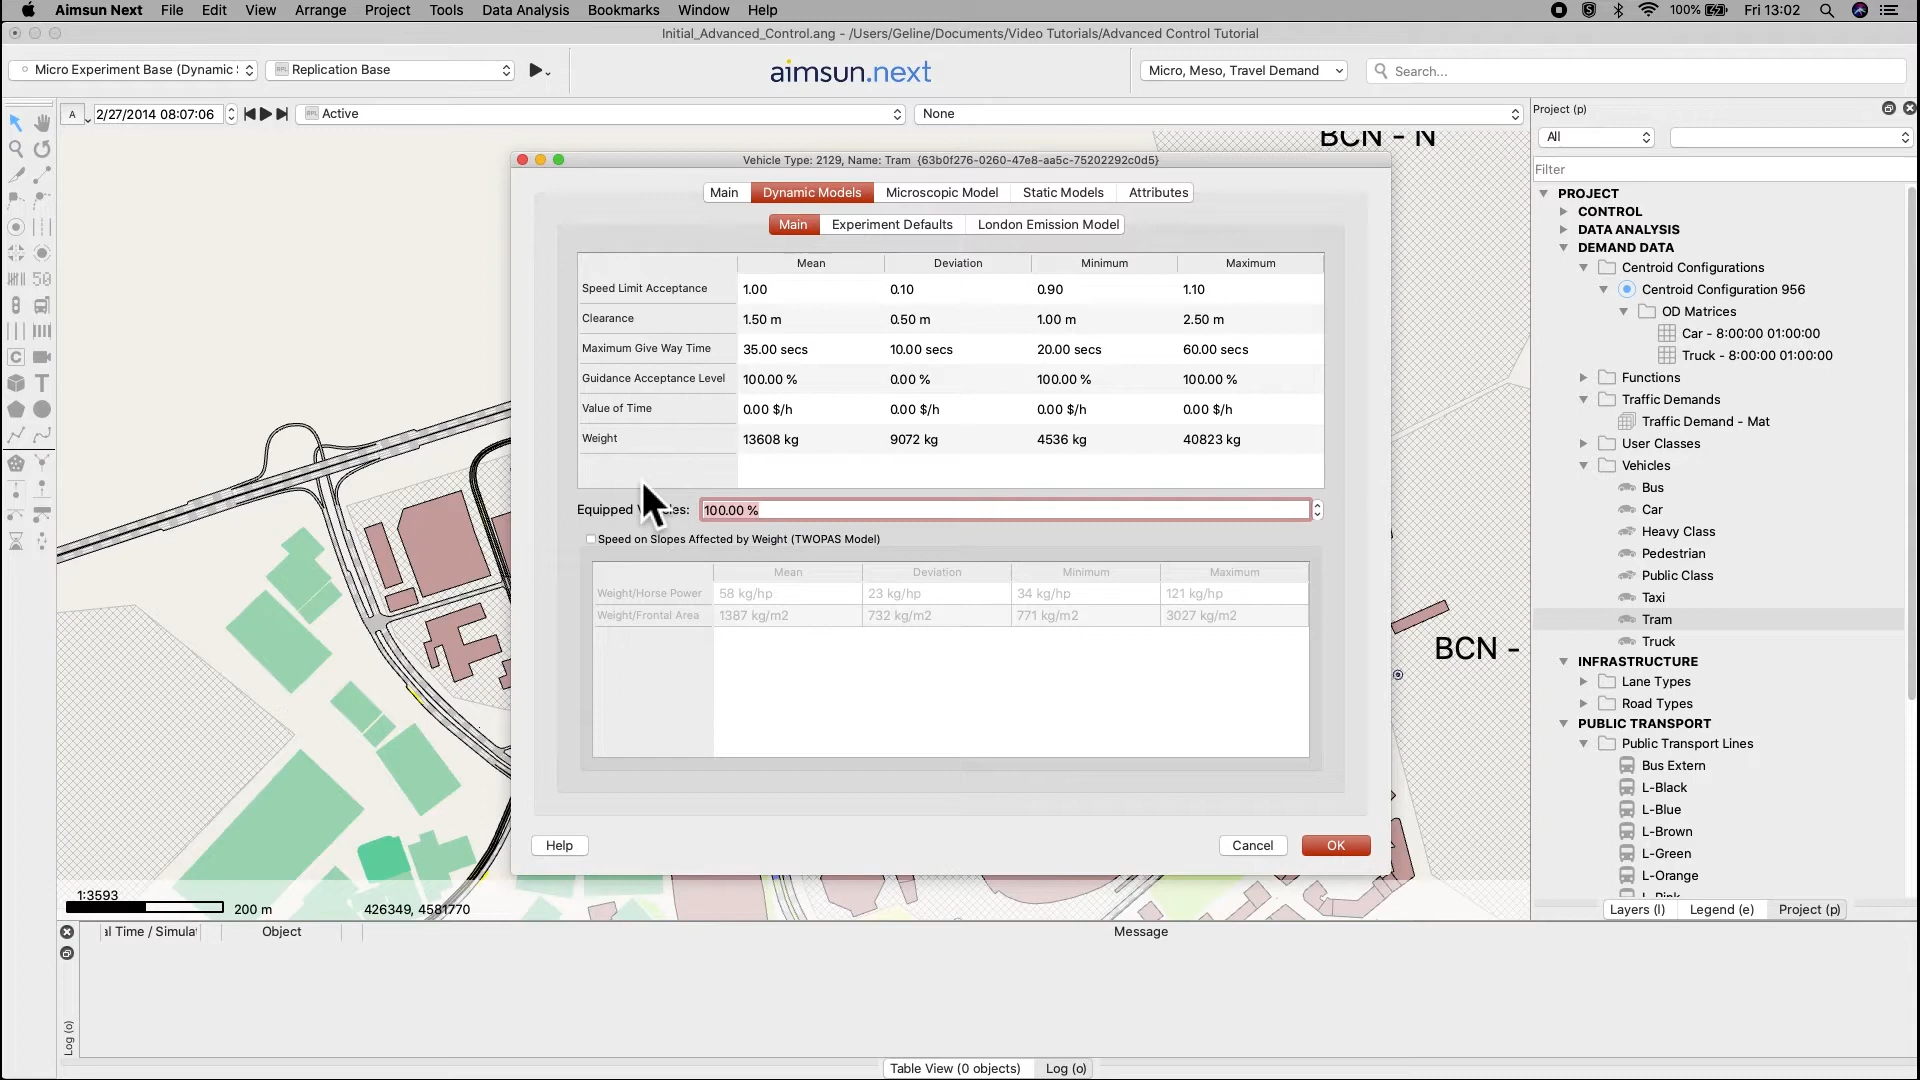 Aimsun Next File Edit View Arrange Project Tools Data Analysis Bookmarks Window Help 100% Fri 13:02
Initial_Advanced_Control.ang - /Users/Geline/Documents/Video Tutorials/Advanced Control Tutorial
Micro Experiment Base (Dynamic Replication Base aimsun.next Micro, Meso, Travel Demand Search...
A 2/27/2014 08:07:06 Active None Project (p)
All
BCN - N
Filter
Vehicle Type: 2129, Name: Tram {63b0f276-0260-47e8-aa5c-75202292c0d5}
Main Dynamic Models Microscopic Model Static Models Attributes
Main Experiment Defaults London Emission Model
Mean Deviation Minimum Maximum
Speed Limit Acceptance 1.00 0.10 0.90 1.10
Clearance 1.50 m 0.50 m 1.00 m 2.50 m
Maximum Give Way Time 35.00 secs 10.00 secs 20.00 secs 60.00 secs
Guidance Acceptance Level 100.00 % 0.00 % 100.00 % 100.00 %
Value of Time 0.00 $/h 0.00 $/h 0.00 $/h 0.00 $/h
Weight 13608 kg 9072 kg 4536 kg 40823 kg
Equipped 100.00 %
Speed on Slopes Affected by Weight (TWOPAS Model)
Mean Deviation Minimum Maximum
Weight/Horse Power 58 kg/hp 23 kg/hp 34 kg/hp 121 kg/hp
Weight/Frontal Area 1387 kg/m2 732 kg/m2 771 kg/m2 3027 kg/m2
Help Cancel OK
BCN -
PROJECT
CONTROL
DATA ANALYSIS
DEMAND DATA
Centroid Configurations
Centroid Configuration 956
OD Matrices
Car - 8:00:00 01:00:00
Truck - 8:00:00 01:00:00
Functions
Traffic Demands
Traffic Demand - Mat
User Classes
Vehicles
Bus
Car
Heavy Class
Pedestrian
Public Class
Taxi
Tram
Truck
INFRASTRUCTURE
Lane Types
Road Types
PUBLIC TRANSPORT
Public Transport Lines
Bus Extern
L-Black
L-Blue
L-Brown
L-Green
L-Orange
L-Pink
Layers (l) Legend (e) Project (p)
1:3593
200 m 426349, 4581770
al Time / Simula Object Message
Log (o)
Table View (0 objects) Log (o)